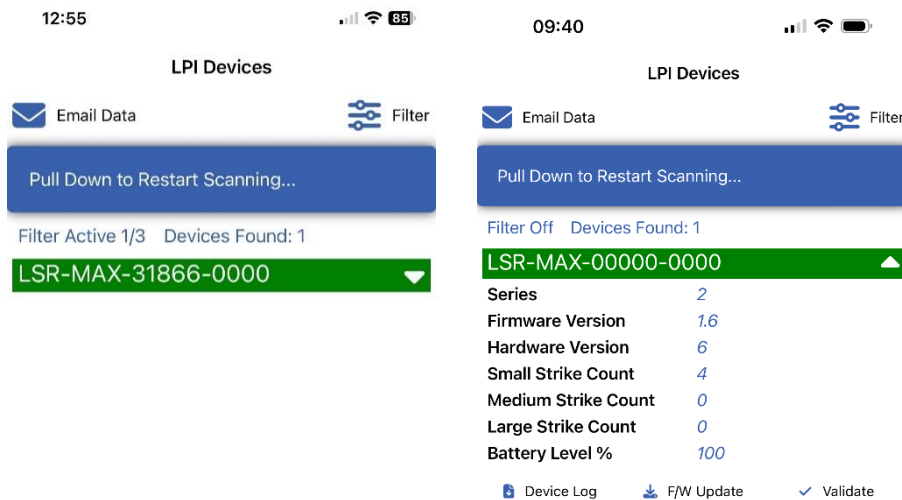 12:55
85
LPI Devices
Email Data
Filter
Pull Down to Restart Scanning...
Filter Active 1/3 Devices Found: 1
LSR-MAX-31866-0000
09:40
LPI Devices
Email Data
Filter
Pull Down to Restart Scanning...
Filter Off Devices Found: 1
LSR-MAX-00000-0000
Series 2
Firmware Version 1.6
Hardware Version 6
Small Strike Count 4
Medium Strike Count 0
Large Strike Count 0
Battery Level % 100
Device Log F/W Update Validate